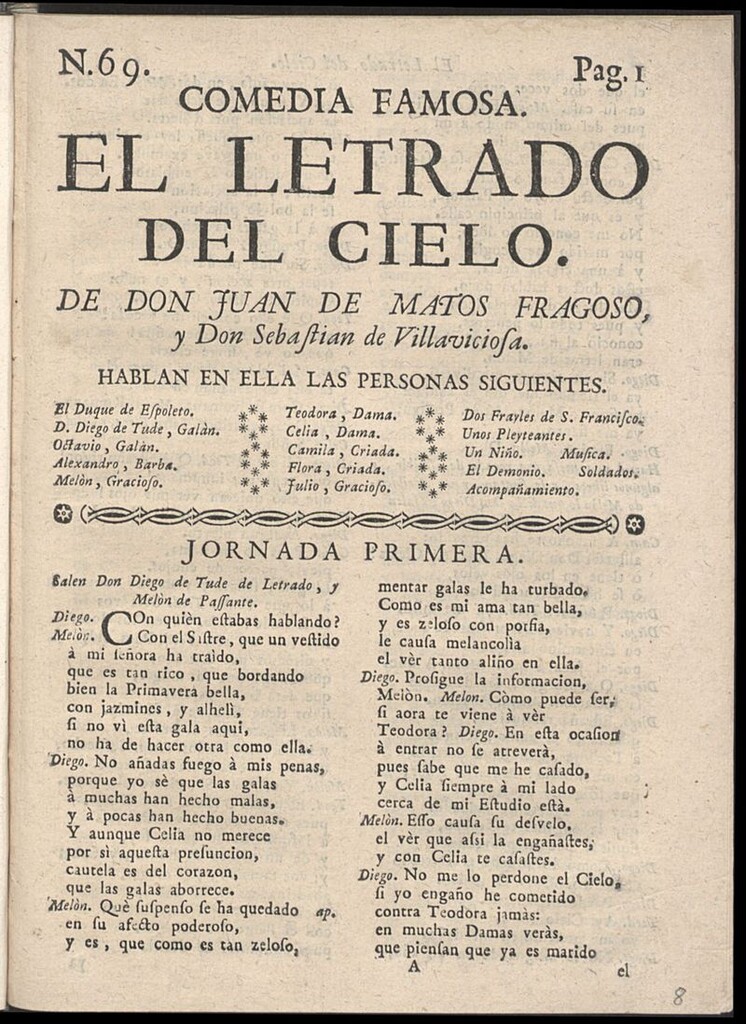 N.69. Pag. 1
COMEDIA FAMOSA.
EL LETRADO
DEL CIELO.
DE DON JUAN DE MATOS FRAGOSO,
y Don Sebaſtian de Villavicioſa.
HABLAN EN ELLA LAS PERSONAS SIGUIENTES.
El Duque de Eſpoleto.
D. Diego de Tude, Galàn.
Octavio, Galàn.
Alexandro, Barba.
Melòn, Gracioſo.
Teodora, Dama.
Celia, Dama.
Camila, Criada.
Flora, Criada.
Julio, Gracioſo.
Dos Frayles de S. Franciſco.
Unos Pleyteantes.
Un Niño. Muſica.
El Demonio. Soldados.
Acompañamiento.
JORNADA PRIMERA.
Salen Don Diego de Tude de Letrado, y
Melòn de Paſſante.
Diego. COn quièn eſtabas hablando?
Melòn. Con el Saſtre, que un veſtido
à mi ſeñora ha traìdo,
que es tan rico, que bordando
bien la Primavera bella,
con jazmines, y alhelì,
ſi no vì eſta gala aqui,
no ha de hacer otra como ella.
Diego. No añadas fuego à mis penas,
porque yo sè que las galas
à muchas han hecho malas,
y à pocas han hecho buenas.
Y aunque Celia no merece
por sì aqueſta preſuncion,
cautela es del corazon,
que las galas aborrece.
Melòn. Què ſuſpenſo ſe ha quedado ap.
en ſu afecto poderoſo,
y es, que como es tan zeloſo,
mentar galas le ha turbado.
Como es mi ama tan bella,
y es zeloſo con porfia,
le cauſa melancolìa
el vèr tanto aliño en ella.
Diego. Proſigue la informacion,
Melòn. Melon. Còmo puede ſer,
ſi aora te viene à vèr
Teodora? Diego. En eſta ocaſion
à entrar no ſe atreverà,
pues ſabe que me he caſado,
y Celia ſiempre à mi lado
cerca de mi Eſtudio eſtà.
Melòn. Eſſo cauſa ſu deſvelo,
el vèr que aſsi la engañaſtes,
y con Celia te caſaſtes.
Diego. No me lo perdone el Cielo,
ſi yo engaño he cometido
contra Teodora jamàs:
en muchas Damas veràs,
que pienſan que ya es marido
A el
8